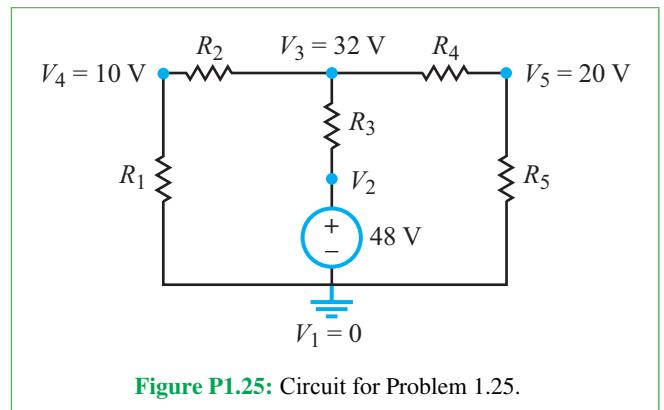 R2 V3 = 32 V R4
V4 = 10 V V5 = 20 V
R3
R1 V2 R5
+
48 V
−
V1 = 0
Figure P1.25: Circuit for Problem 1.25.